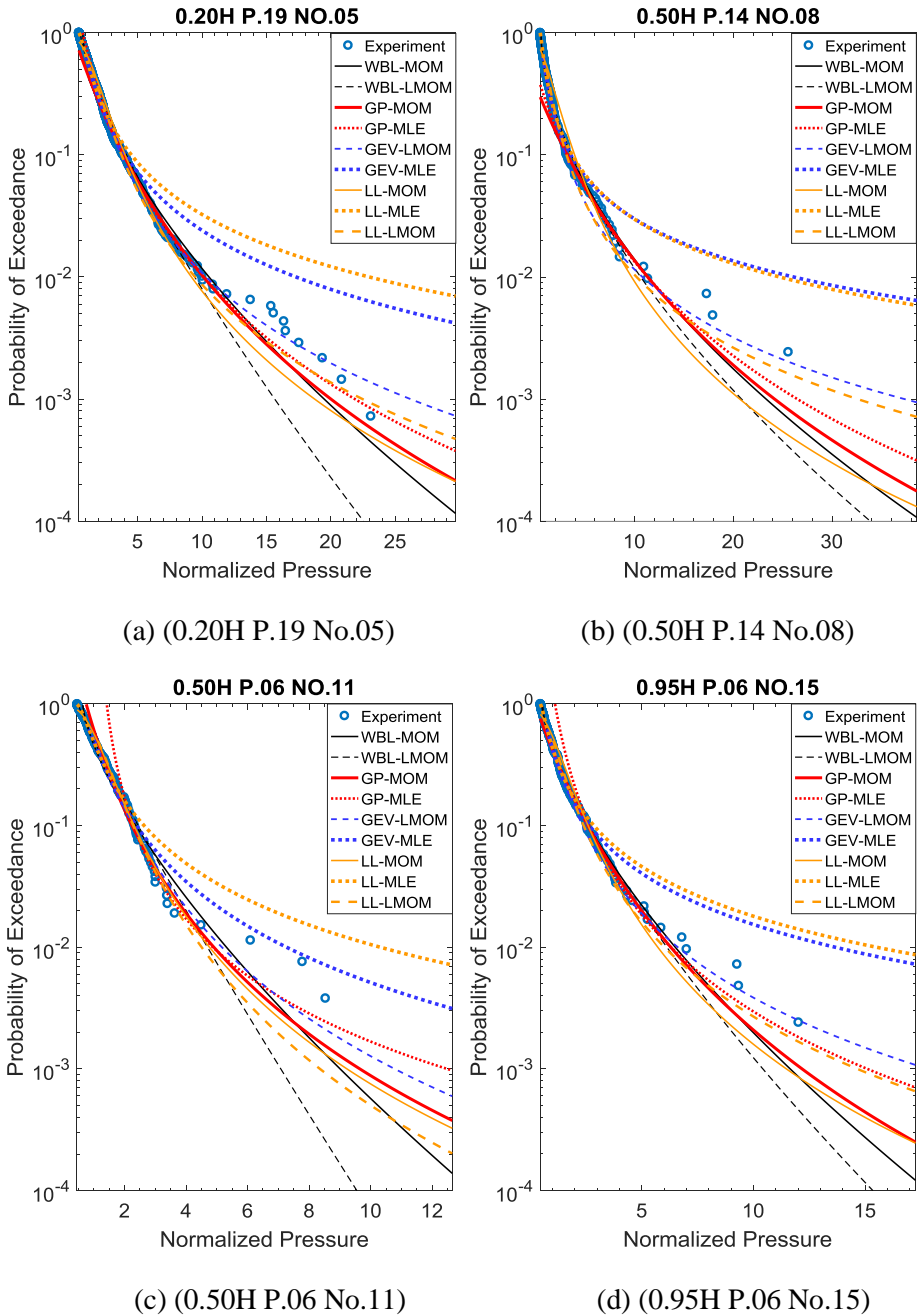 0.20H P.19 NO.05
10^0
10^-1
10^-2
10^-3
10^-4
Probability of Exceedance
Experiment
WBL-MOM
WBL-LMOM
GP-MOM
GP-MLE
GEV-LMOM
GEV-MLE
LL-MOM
LL-MLE
LL-LMOM
5 10 15 20 25
Normalized Pressure
(a) (0.20H P.19 No.05)
0.50H P.14 NO.08
10^0
10^-1
10^-2
10^-3
10^-4
Probability of Exceedance
Experiment
WBL-MOM
WBL-LMOM
GP-MOM
GP-MLE
GEV-LMOM
GEV-MLE
LL-MOM
LL-MLE
LL-LMOM
10 20 30
Normalized Pressure
(b) (0.50H P.14 No.08)
0.50H P.06 NO.11
10^0
10^-1
10^-2
10^-3
10^-4
Probability of Exceedance
Experiment
WBL-MOM
WBL-LMOM
GP-MOM
GP-MLE
GEV-LMOM
GEV-MLE
LL-MOM
LL-MLE
LL-LMOM
2 4 6 8 10 12
Normalized Pressure
(c) (0.50H P.06 No.11)
0.95H P.06 NO.15
10^0
10^-1
10^-2
10^-3
10^-4
Probability of Exceedance
Experiment
WBL-MOM
WBL-LMOM
GP-MOM
GP-MLE
GEV-LMOM
GEV-MLE
LL-MOM
LL-MLE
LL-LMOM
5 10 15
Normalized Pressure
(d) (0.95H P.06 No.15)